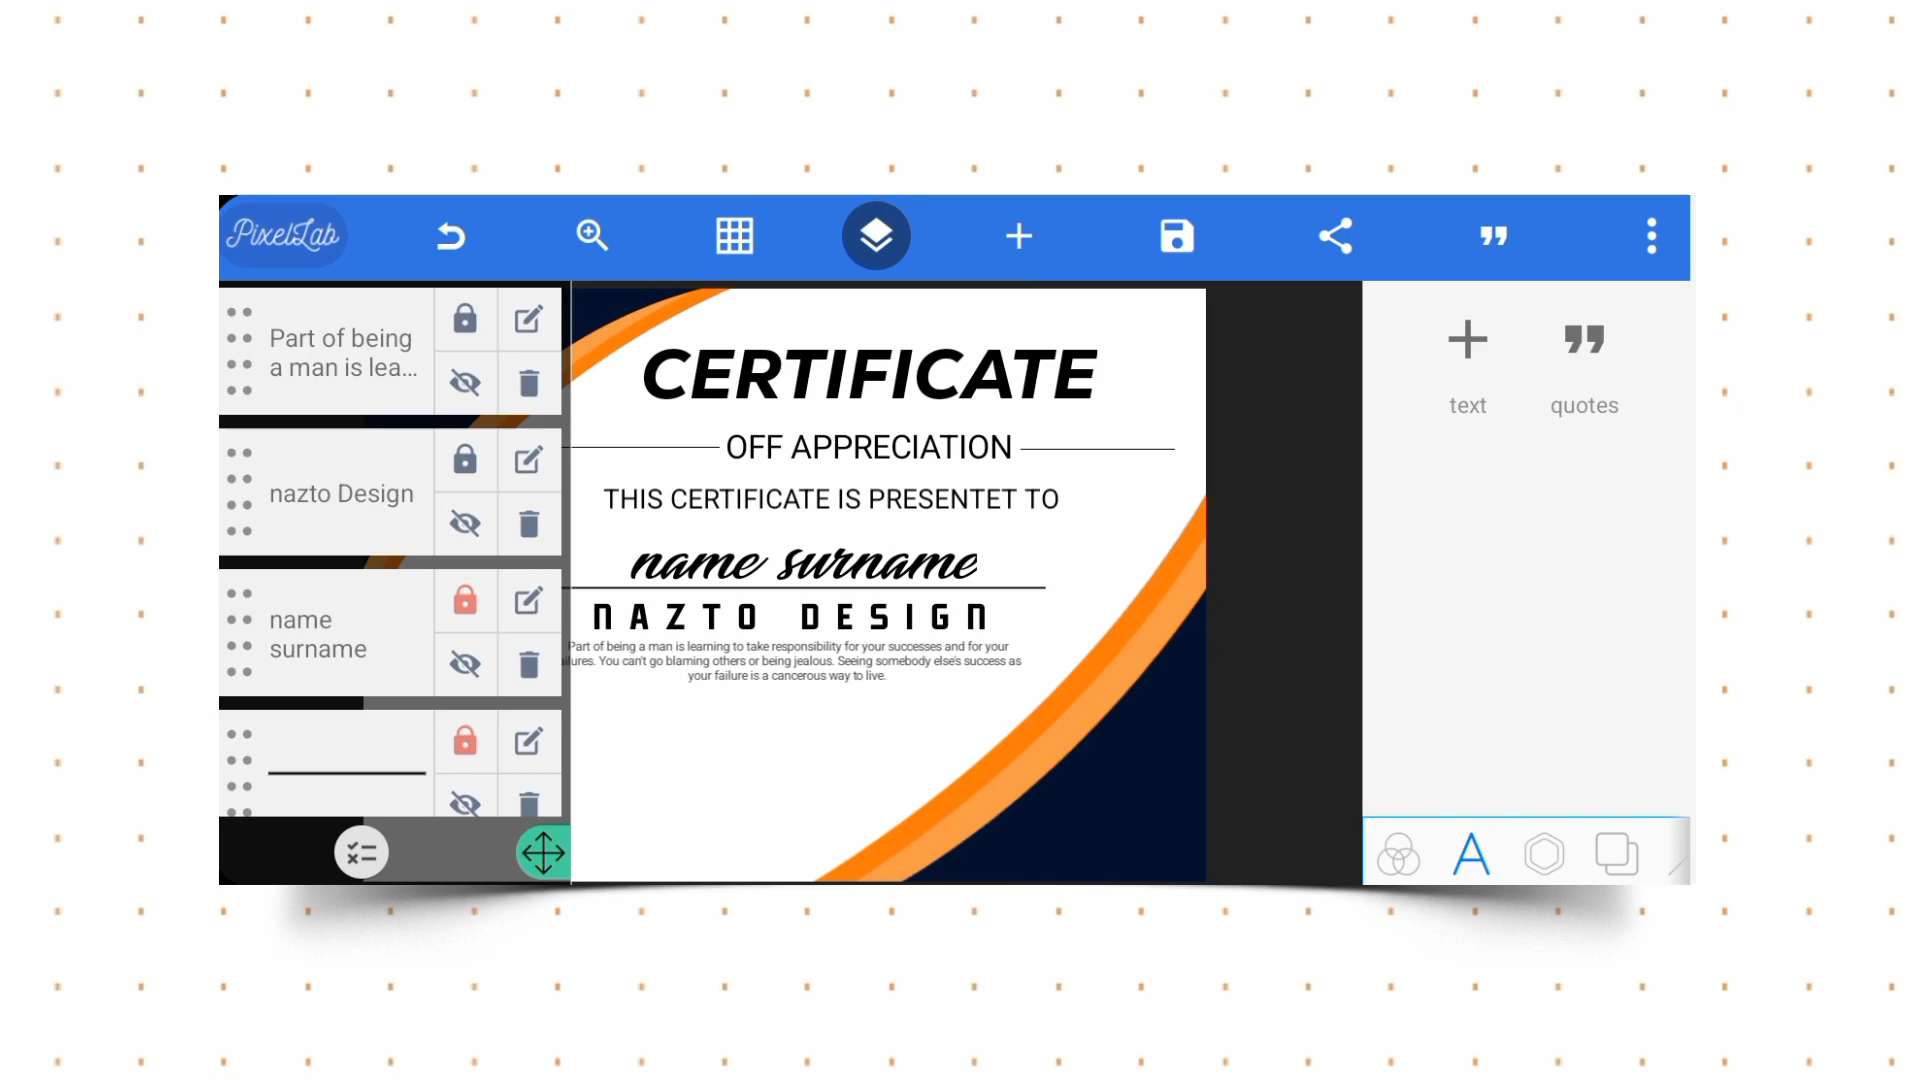 PixelLab
Part of being
a man is lea...
nazto Design
name
surname
CERTIFICATE
OFF APPRECIATION
THIS CERTIFICATE IS PRESENTET TO
name surname
NAZTO DESIGN
Part of being a man is learning to take responsibility for your successes and for your
ilures. You can't go blaming others or being jealous. Seeing somebody else's success as
your failure is a cancerous way to live.
text
quotes